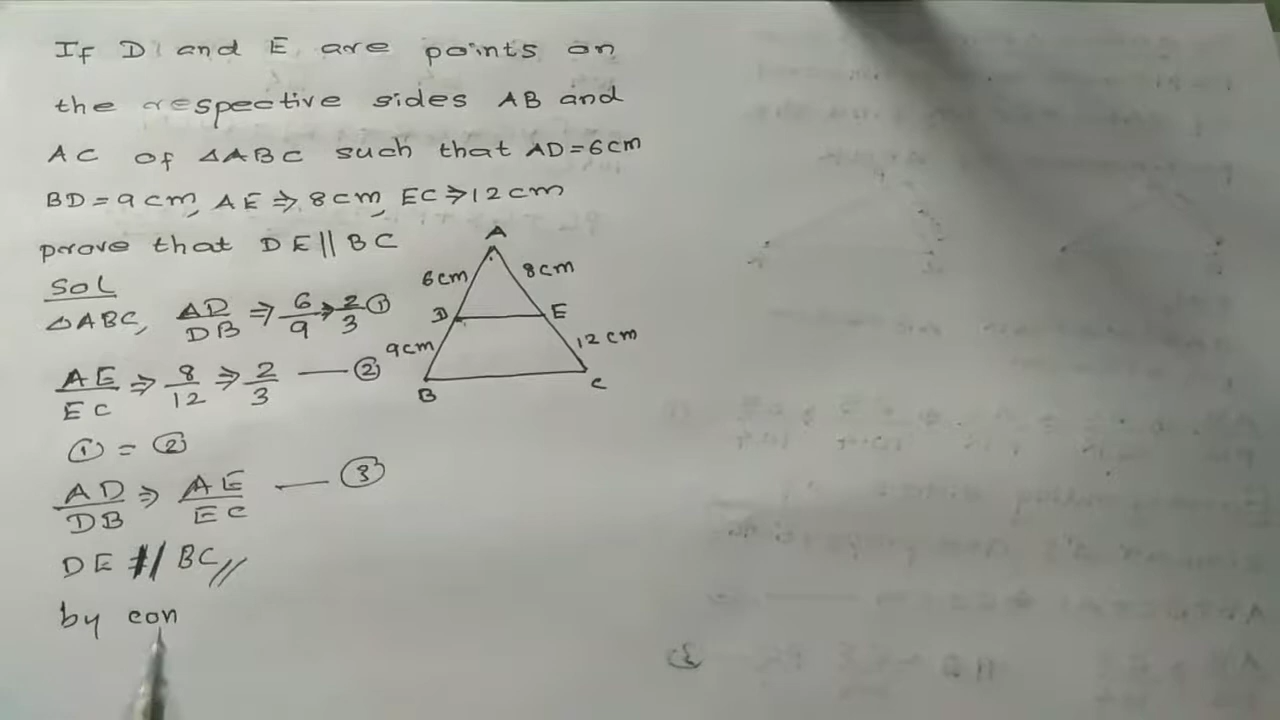 If D and E are points on
the respective sides AB and
AC of △ABC such that AD=6cm
BD=9cm, AE⇒8cm, EC⇒12cm
prove that DE||BC
Sol
△ABC, AD/DB ⇒ 6/9 ⇒ 2/3 ①
AE/EC ⇒ 8/12 ⇒ 2/3 — ②
① = ②
AD/DB ⇒ AE/EC — ③
DE || BC//
by con
A
6cm 8cm
D E
9cm 12cm
B C